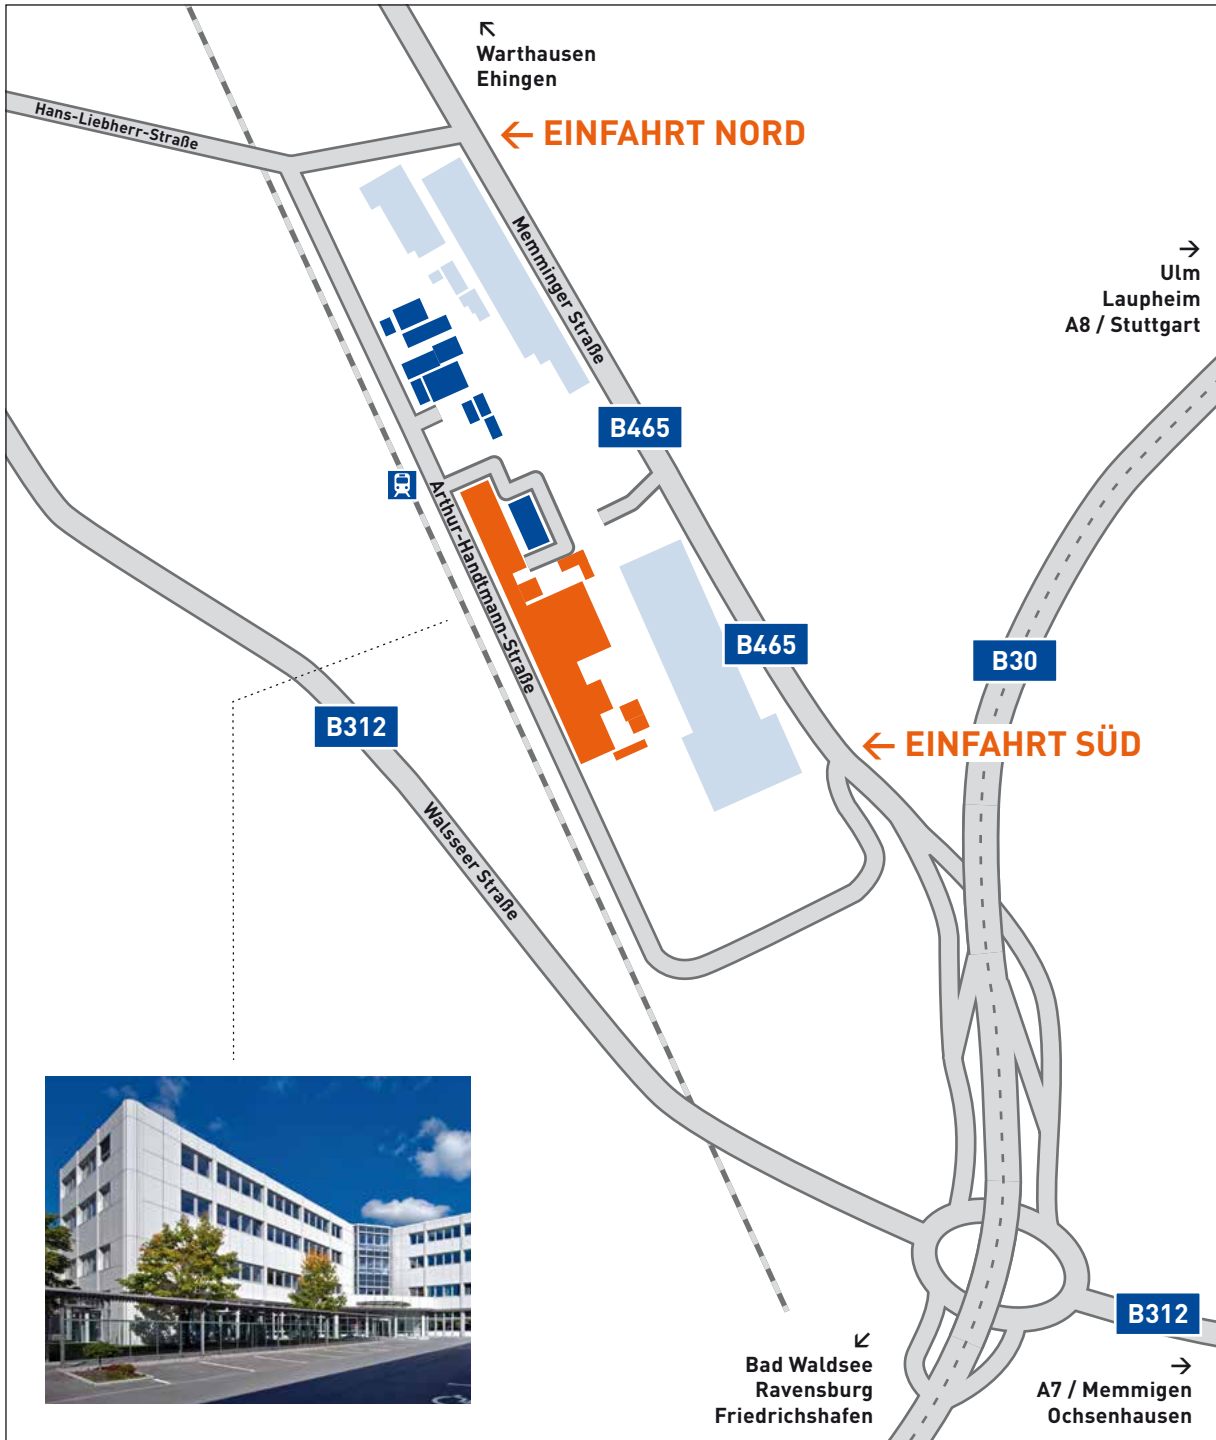 Warthausen
Ehingen
Hans-Liebherr-Straße
← EINFAHRT NORD
Memminger Straße
Ulm
Laupheim
A8 / Stuttgart
B465
Arthur-Handtmann-Straße
B465
B30
B312
← EINFAHRT SÜD
Walsseer Straße
B312
Bad Waldsee
Ravensburg
Friedrichshafen
A7 / Memmigen
Ochsenhausen